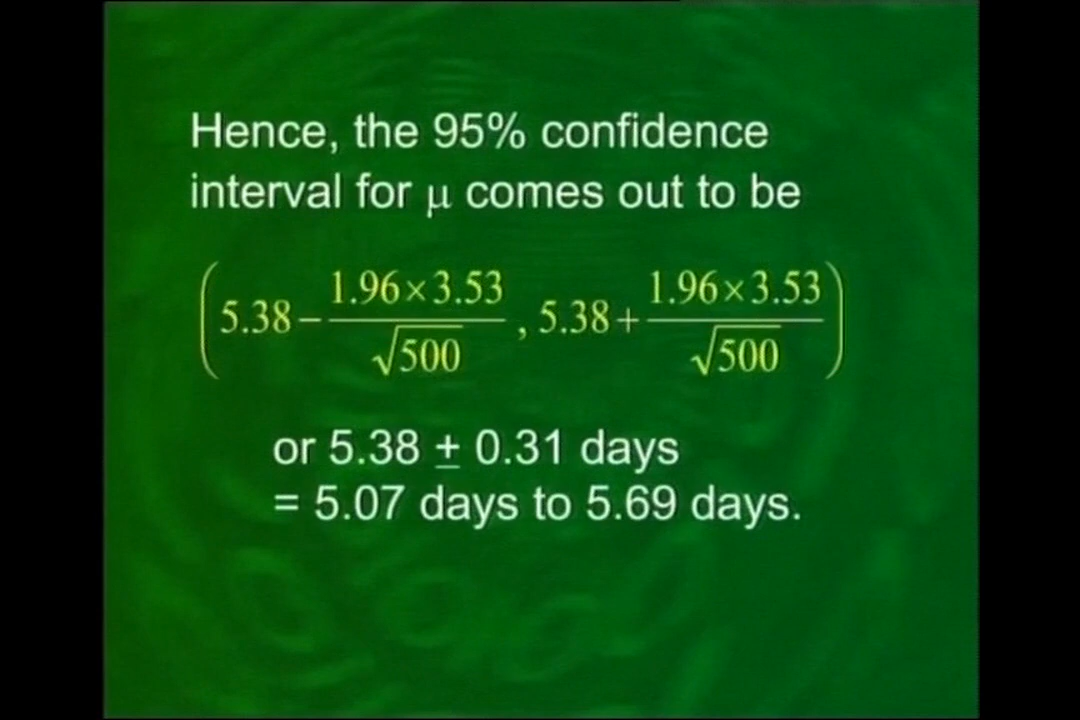 Hence, the 95% confidence
interval for μ comes out to be
(5.38 − 1.96×3.53/√500 , 5.38 + 1.96×3.53/√500)
or 5.38 ± 0.31 days
= 5.07 days to 5.69 days.